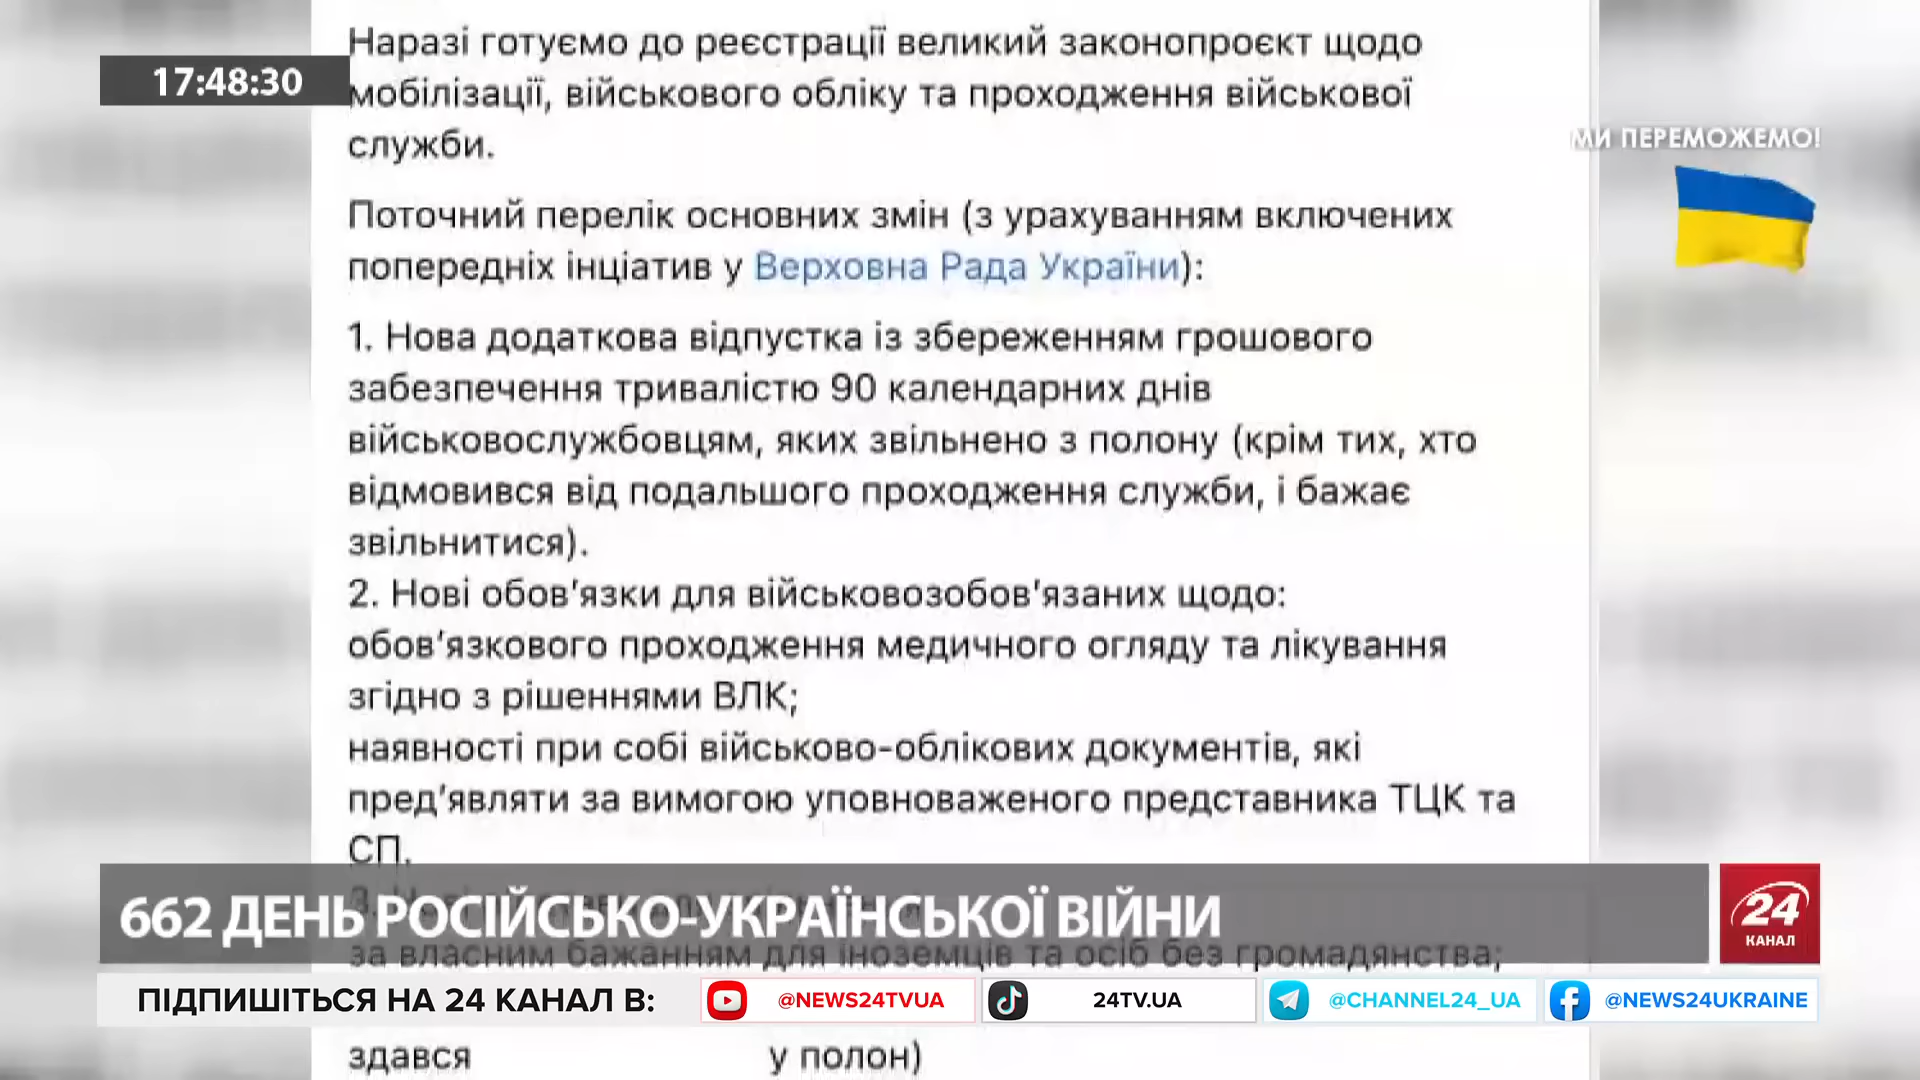 17:48:30
Наразі готуємо до реєстрації великий законопроєкт щодо
мобілізації, військового обліку та проходження військової
служби.
МИ ПЕРЕМОЖЕМО!
Поточний перелік основних змін (з урахуванням включених
попередніх інціатив у Верховна Рада України):
1. Нова додаткова відпустка із збереженням грошового
забезпечення тривалістю 90 календарних днів
військовослужбовцям, яких звільнено з полону (крім тих, хто
відмовився від подальшого проходження служби, і бажає
звільнитися).
2. Нові обов’язки для військовозобов’язаних щодо:
обов’язкового проходження медичного огляду та лікування
згідно з рішеннями ВЛК;
наявності при собі військово-облікових документів, які
пред’являти за вимогою уповноваженого представника ТЦК та
СП.
662 ДЕНЬ РОСІЙСЬКО-УКРАЇНСЬКОЇ ВІЙНИ
24
КАНАЛ
за власним бажанням для іноземців та осіб без громадянства;
ПІДПИШІТЬСЯ НА 24 КАНАЛ В:
@NEWS24TVUA
24TV.UA
@CHANNEL24_UA
@NEWS24UKRAINE
здався у полон)